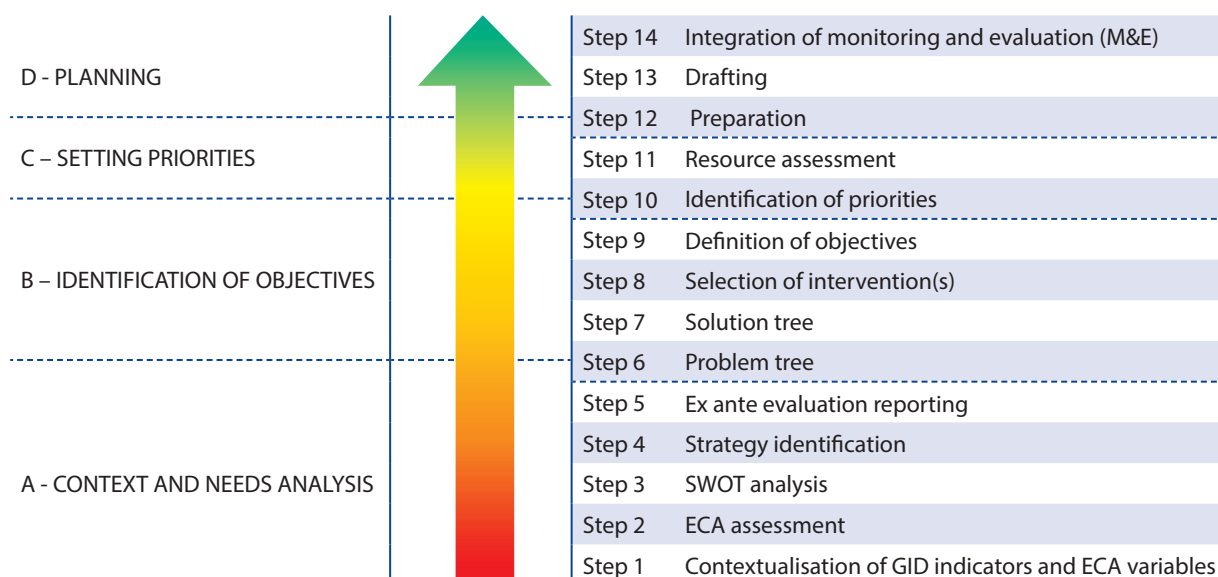 Step 14 Integration of monitoring and evaluation (M&E)
D - PLANNING
Step 13 Drafting
Step 12 Preparation
C – SETTING PRIORITIES
Step 11 Resource assessment
Step 10 Identification of priorities
Step 9 Definition of objectives
B – IDENTIFICATION OF OBJECTIVES
Step 8 Selection of intervention(s)
Step 7 Solution tree
Step 6 Problem tree
Step 5 Ex ante evaluation reporting
Step 4 Strategy identification
A - CONTEXT AND NEEDS ANALYSIS
Step 3 SWOT analysis
Step 2 ECA assessment
Step 1 Contextualisation of GID indicators and ECA variables